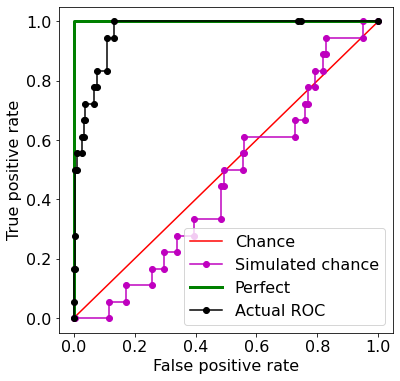 1.0
0.8
0.6
0.4
0.2
0.0
True positive rate
Chance
Simulated chance
Perfect
Actual ROC
0.0 0.2 0.4 0.6 0.8 1.0
False positive rate